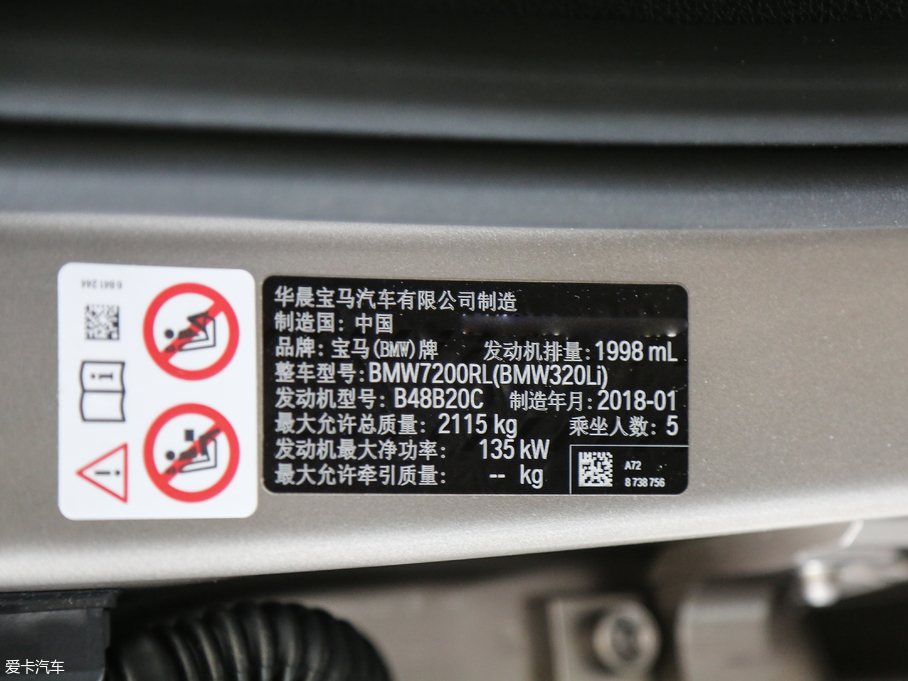 华晨宝马汽车有限公司制造
制造国：中国
品牌：宝马(BMW)牌 发动机排量：1998 mL
整车型号：BMW7200RL(BMW320Li)
发动机型号：B48B20C 制造年月：2018-01
最大允许总质量：2115 kg 乘坐人数：5
发动机最大净功率：135 kW
最大允许牵引质量：-- kg
A72
8 738 756
爱卡汽车